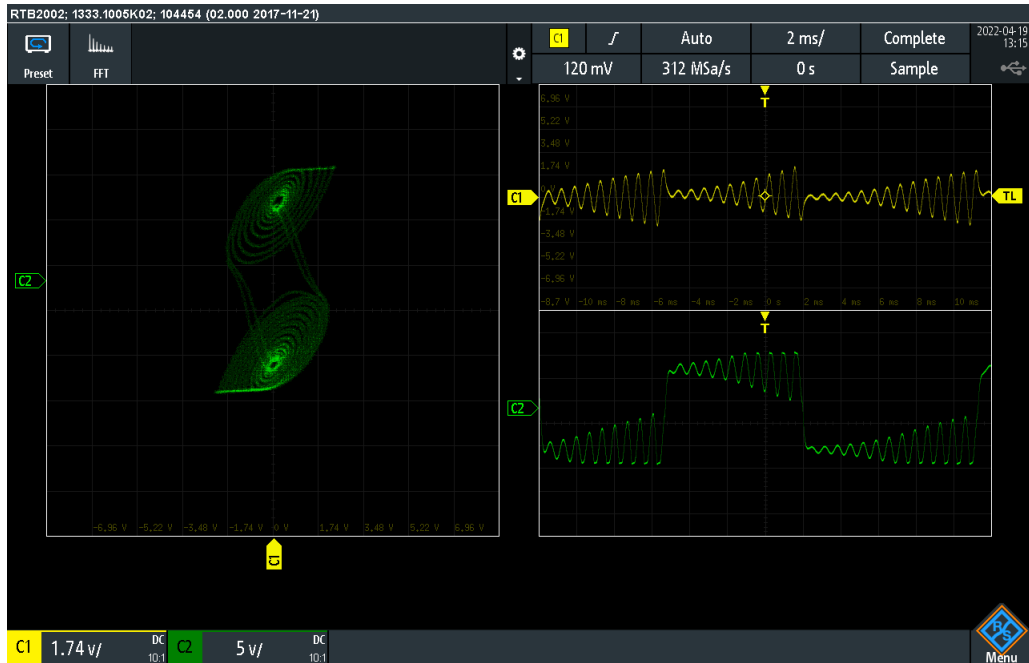 RTB2002; 1333.1005K02; 104454 (02.000 2017-11-21)
Preset
FFT
C1 Auto 2 ms/ Complete
2022-04-19
13:15
120 mV 312 MSa/s 0 s Sample
T
6,96 V
5,22 V
3,48 V
1.74 V
C1
TL
-1,74 V
-3,48 V
-5,22 V
-6,96 V
-8,7 V -10 ms -8 ms -6 ms -4 ms -2 ms 0 s 2 ms 4 ms 6 ms 8 ms 10 ms
C2
T
C2
-6,96 V -5,22 V -3,48 V -1,74 V 0 V 1.74 V 3,48 V 5,22 V 6,96 V
C1
C1 1.74 V/ DC 10:1
C2 5 V/ DC 10:1
R&S
Menu